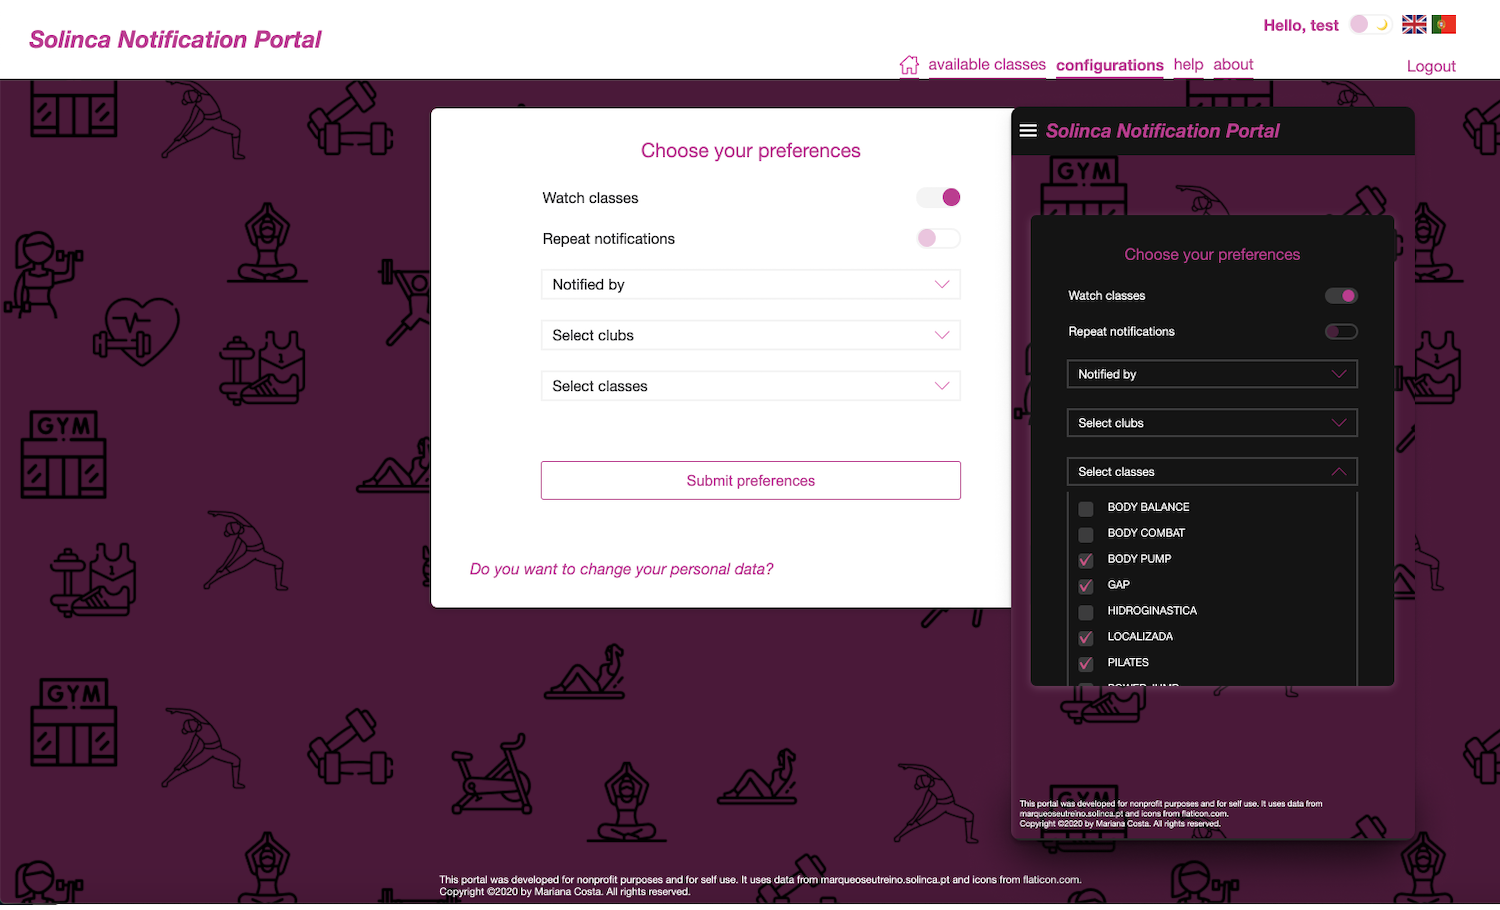 Solinca Notification Portal
Hello, test
available classes configurations help about
Logout
Choose your preferences
Watch classes
Repeat notifications
Notified by
Select clubs
Select classes
Submit preferences
Do you want to change your personal data?
This portal was developed for nonprofit purposes and for self use. It uses data from marqueoseutreino.solinca.pt and icons from flaticon.com.
Copyright ©2020 by Mariana Costa. All rights reserved.
Solinca Notification Portal
Choose your preferences
Watch classes
Repeat notifications
Notified by
Select clubs
Select classes
BODY BALANCE
BODY COMBAT
BODY PUMP
GAP
HIDROGINASTICA
LOCALIZADA
PILATES
POWER JUMP
This portal was developed for nonprofit purposes and for self use. It uses data from
marqueoseutreino.solinca.pt and icons from flaticon.com.
Copyright ©2020 by Mariana Costa. All rights reserved.
GYM
GYM
GYM
GYM
1
1